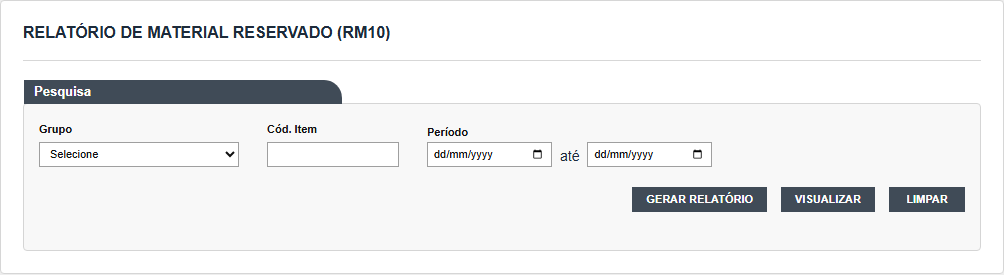 RELATÓRIO DE MATERIAL RESERVADO (RM10)
Pesquisa
Grupo Cód. Item Período
Selecione dd/mm/yyyy até dd/mm/yyyy
GERAR RELATÓRIO VISUALIZAR LIMPAR